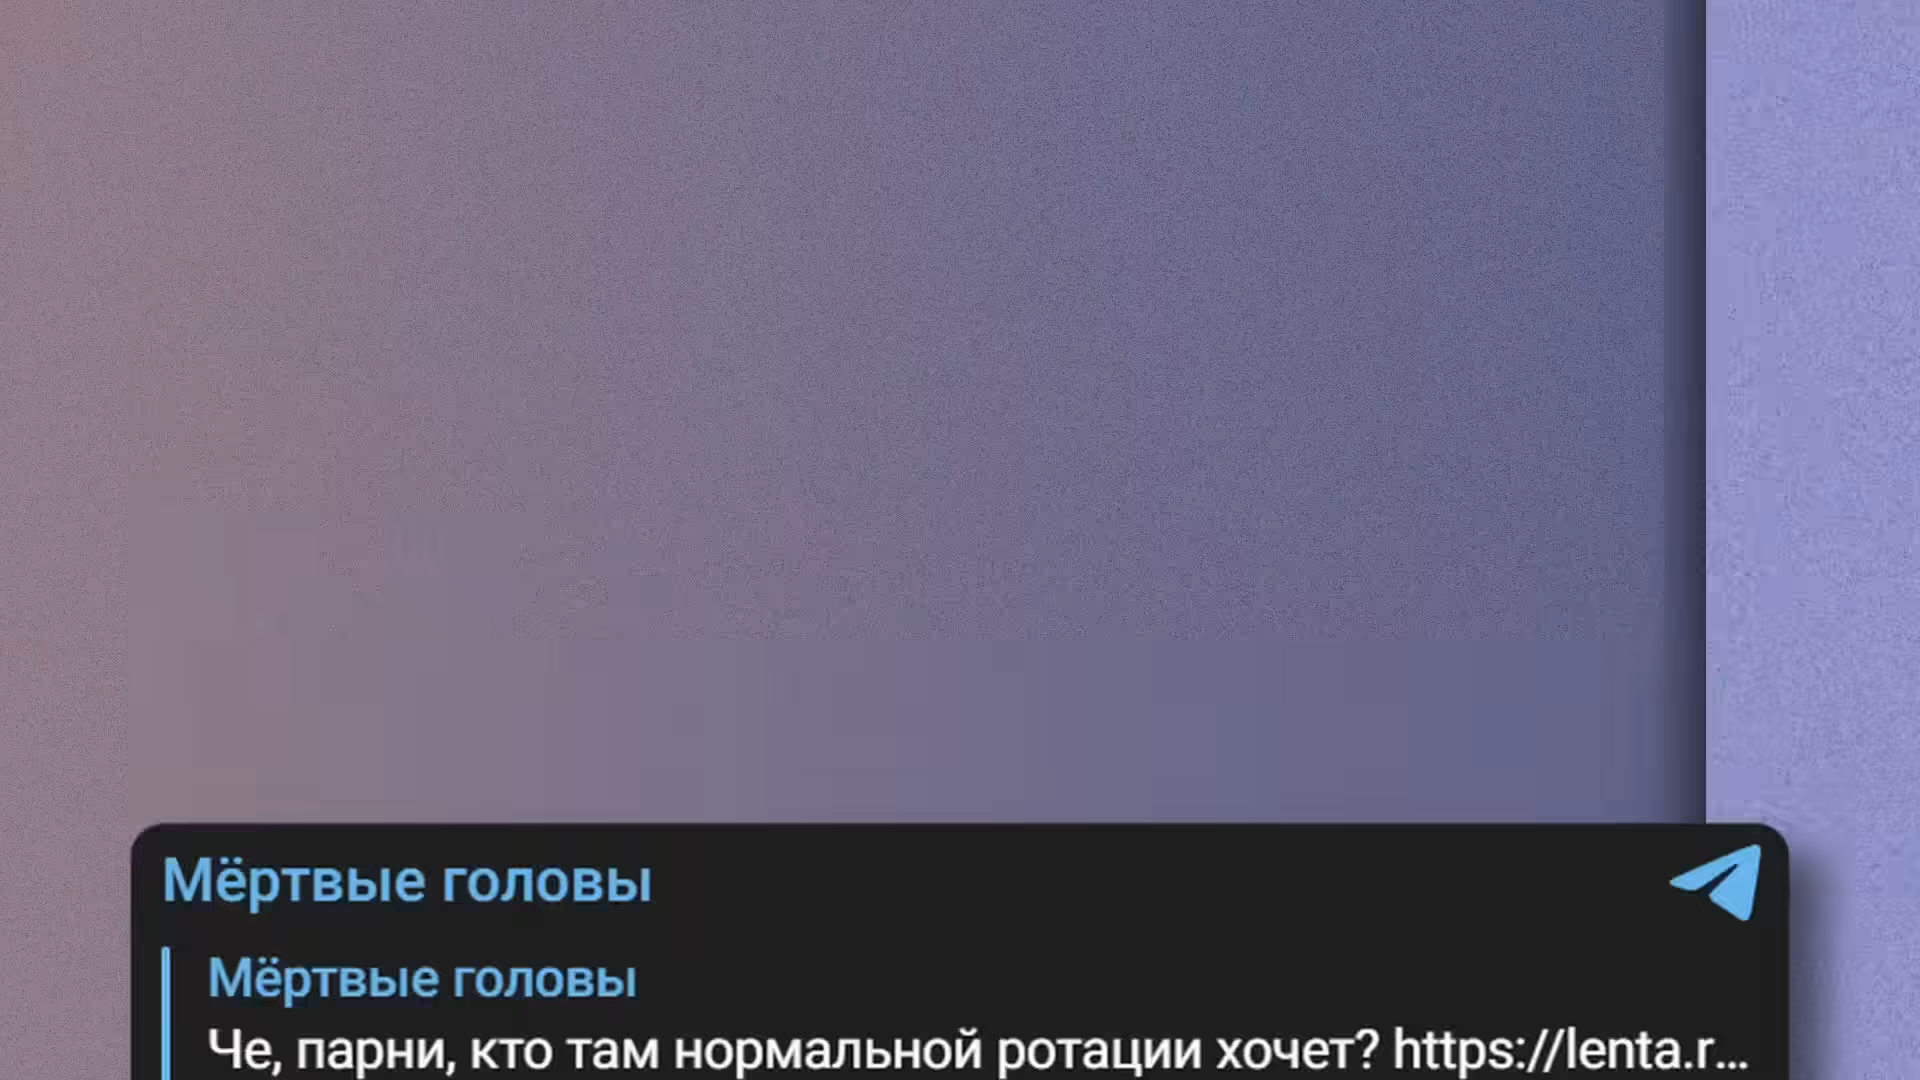 Мёртвые головы
Мёртвые головы
Че, парни, кто там нормальной ротации хочет? https://lenta.r...